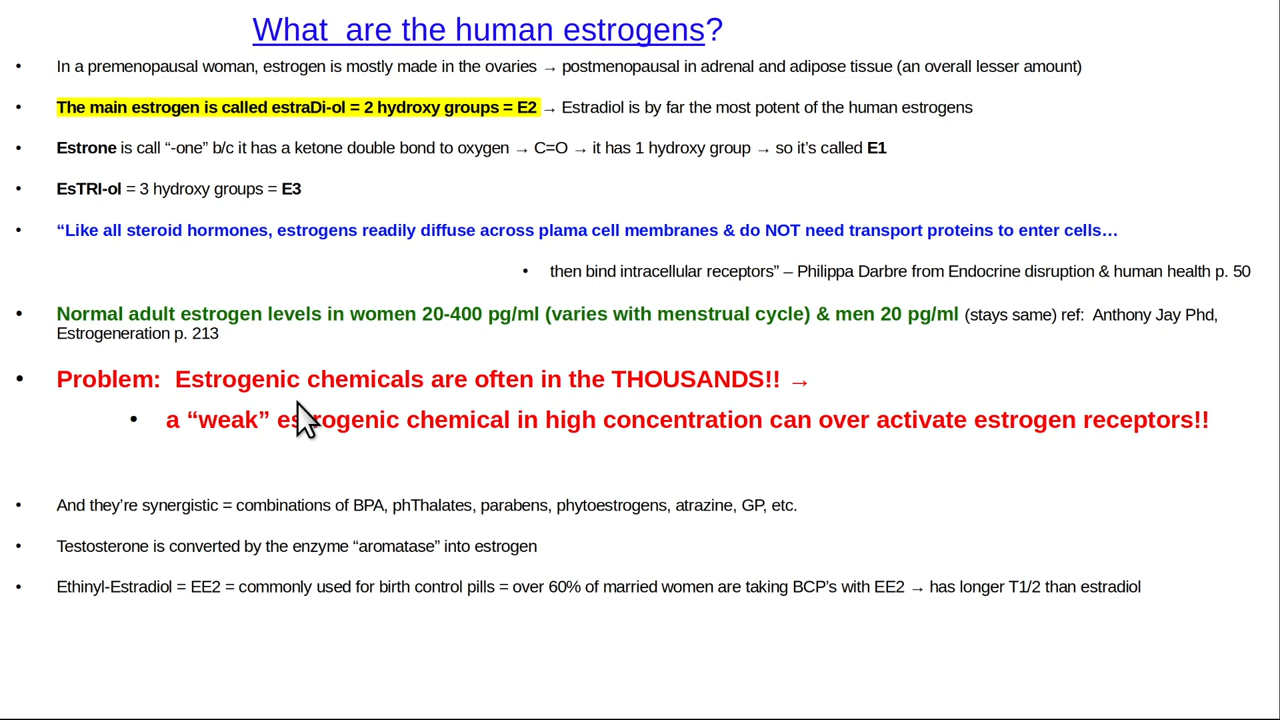 What  are the human estrogens?
• In a premenopausal woman, estrogen is mostly made in the ovaries → postmenopausal in adrenal and adipose tissue (an overall lesser amount)
• The main estrogen is called estraDi-ol = 2 hydroxy groups = E2 → Estradiol is by far the most potent of the human estrogens
• Estrone is call “-one” b/c it has a ketone double bond to oxygen → C=O → it has 1 hydroxy group → so it’s called E1
• EsTRI-ol = 3 hydroxy groups = E3
• “Like all steroid hormones, estrogens readily diffuse across plama cell membranes & do NOT need transport proteins to enter cells…
• then bind intracellular receptors” – Philippa Darbre from Endocrine disruption & human health p. 50
• Normal adult estrogen levels in women 20-400 pg/ml (varies with menstrual cycle) & men 20 pg/ml (stays same) ref:  Anthony Jay Phd,
Estrogeneration p. 213
• Problem:  Estrogenic chemicals are often in the THOUSANDS!! →
• a “weak” estrogenic chemical in high concentration can over activate estrogen receptors!!
• And they’re synergistic = combinations of BPA, phThalates, parabens, phytoestrogens, atrazine, GP, etc.
• Testosterone is converted by the enzyme “aromatase” into estrogen
• Ethinyl-Estradiol = EE2 = commonly used for birth control pills = over 60% of married women are taking BCP’s with EE2 → has longer T1/2 than estradiol